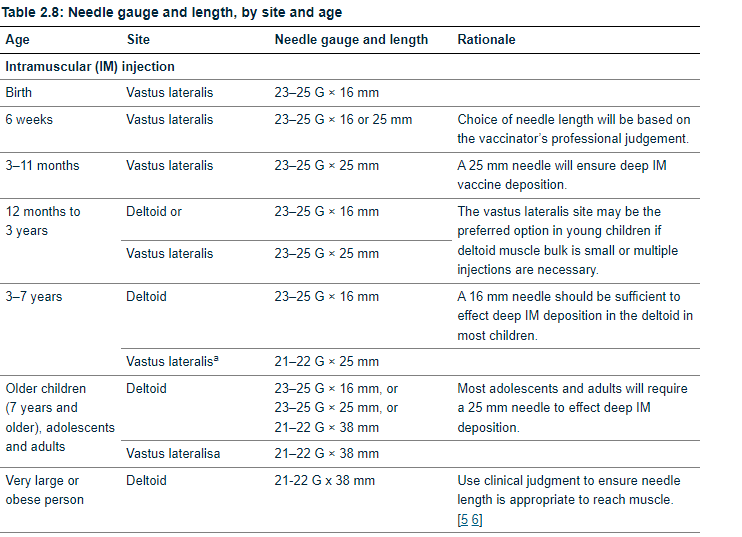 Table 2.8: Needle gauge and length, by site and age
Age Site Needle gauge and length Rationale
Intramuscular (IM) injection
Birth Vastus lateralis 23–25 G × 16 mm
6 weeks Vastus lateralis 23–25 G × 16 or 25 mm Choice of needle length will be based on
the vaccinator's professional judgement.
3–11 months Vastus lateralis 23–25 G × 25 mm A 25 mm needle will ensure deep IM
vaccine deposition.
12 months to Deltoid or 23–25 G × 16 mm The vastus lateralis site may be the
3 years preferred option in young children if
Vastus lateralis 23–25 G × 25 mm deltoid muscle bulk is small or multiple
injections are necessary.
3–7 years Deltoid 23–25 G × 16 mm A 16 mm needle should be sufficient to
effect deep IM deposition in the deltoid in
most children.
Vastus lateralisᵃ 21–22 G × 25 mm
Older children Deltoid 23–25 G × 16 mm, or Most adolescents and adults will require
(7 years and 23–25 G × 25 mm, or a 25 mm needle to effect deep IM
older), adolescents 21–22 G × 38 mm deposition.
and adults
Vastus lateralisa 21–22 G × 38 mm
Very large or Deltoid 21-22 G x 38 mm Use clinical judgment to ensure needle
obese person length is appropriate to reach muscle.
[5 6]